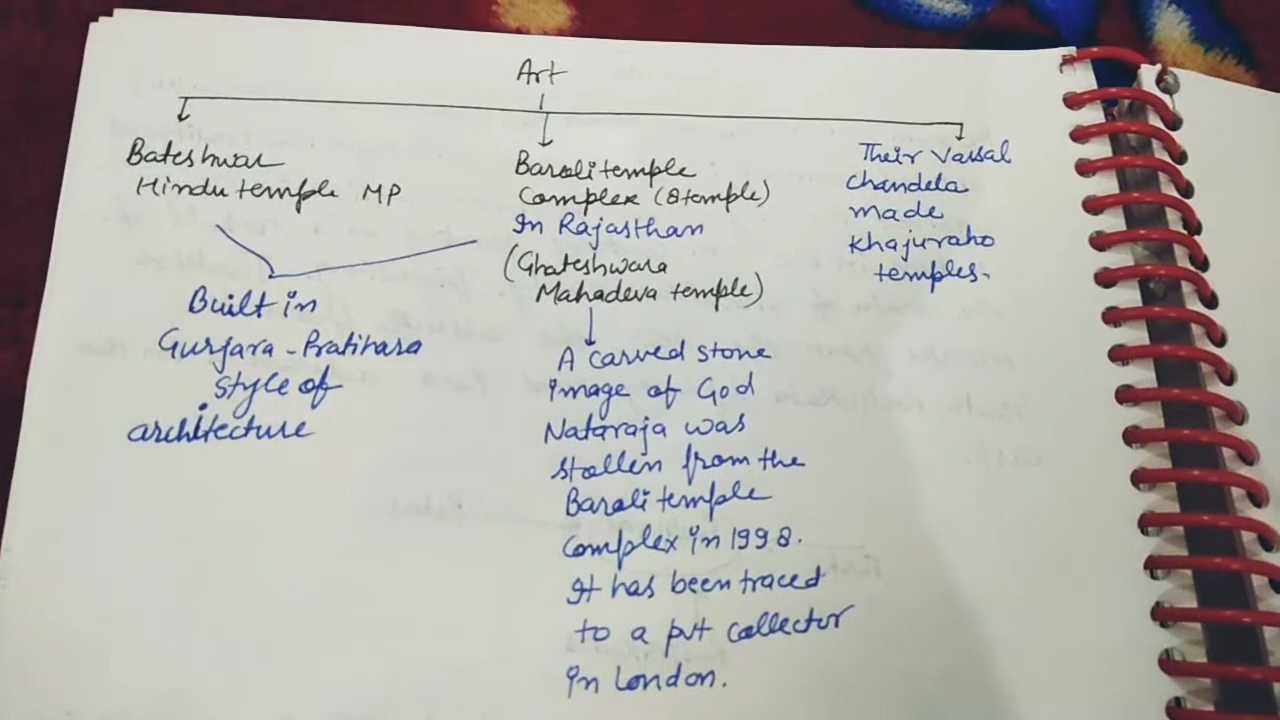 Art
Bateshwar
Hindu temple MP
Built in
Gurjara - Pratihara
style of
architecture
Baroli temple
Complex (8 temple)
In Rajasthan
(Ghateshwara
Mahadeva temple)
A carved stone
image of God
Nataraja was
stollen from the
Baroli temple
complex in 1998.
It has been traced
to a pvt collector
in London.
Their Vassal
Chandela
made
Khajuraho
temples.